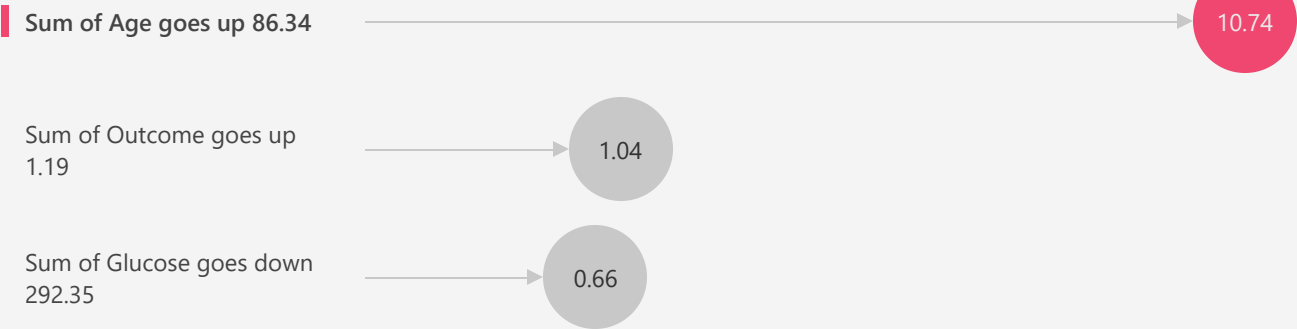 Sum of Age goes up 86.34
10.74
Sum of Outcome goes up
1.19
1.04
Sum of Glucose goes down
292.35
0.66